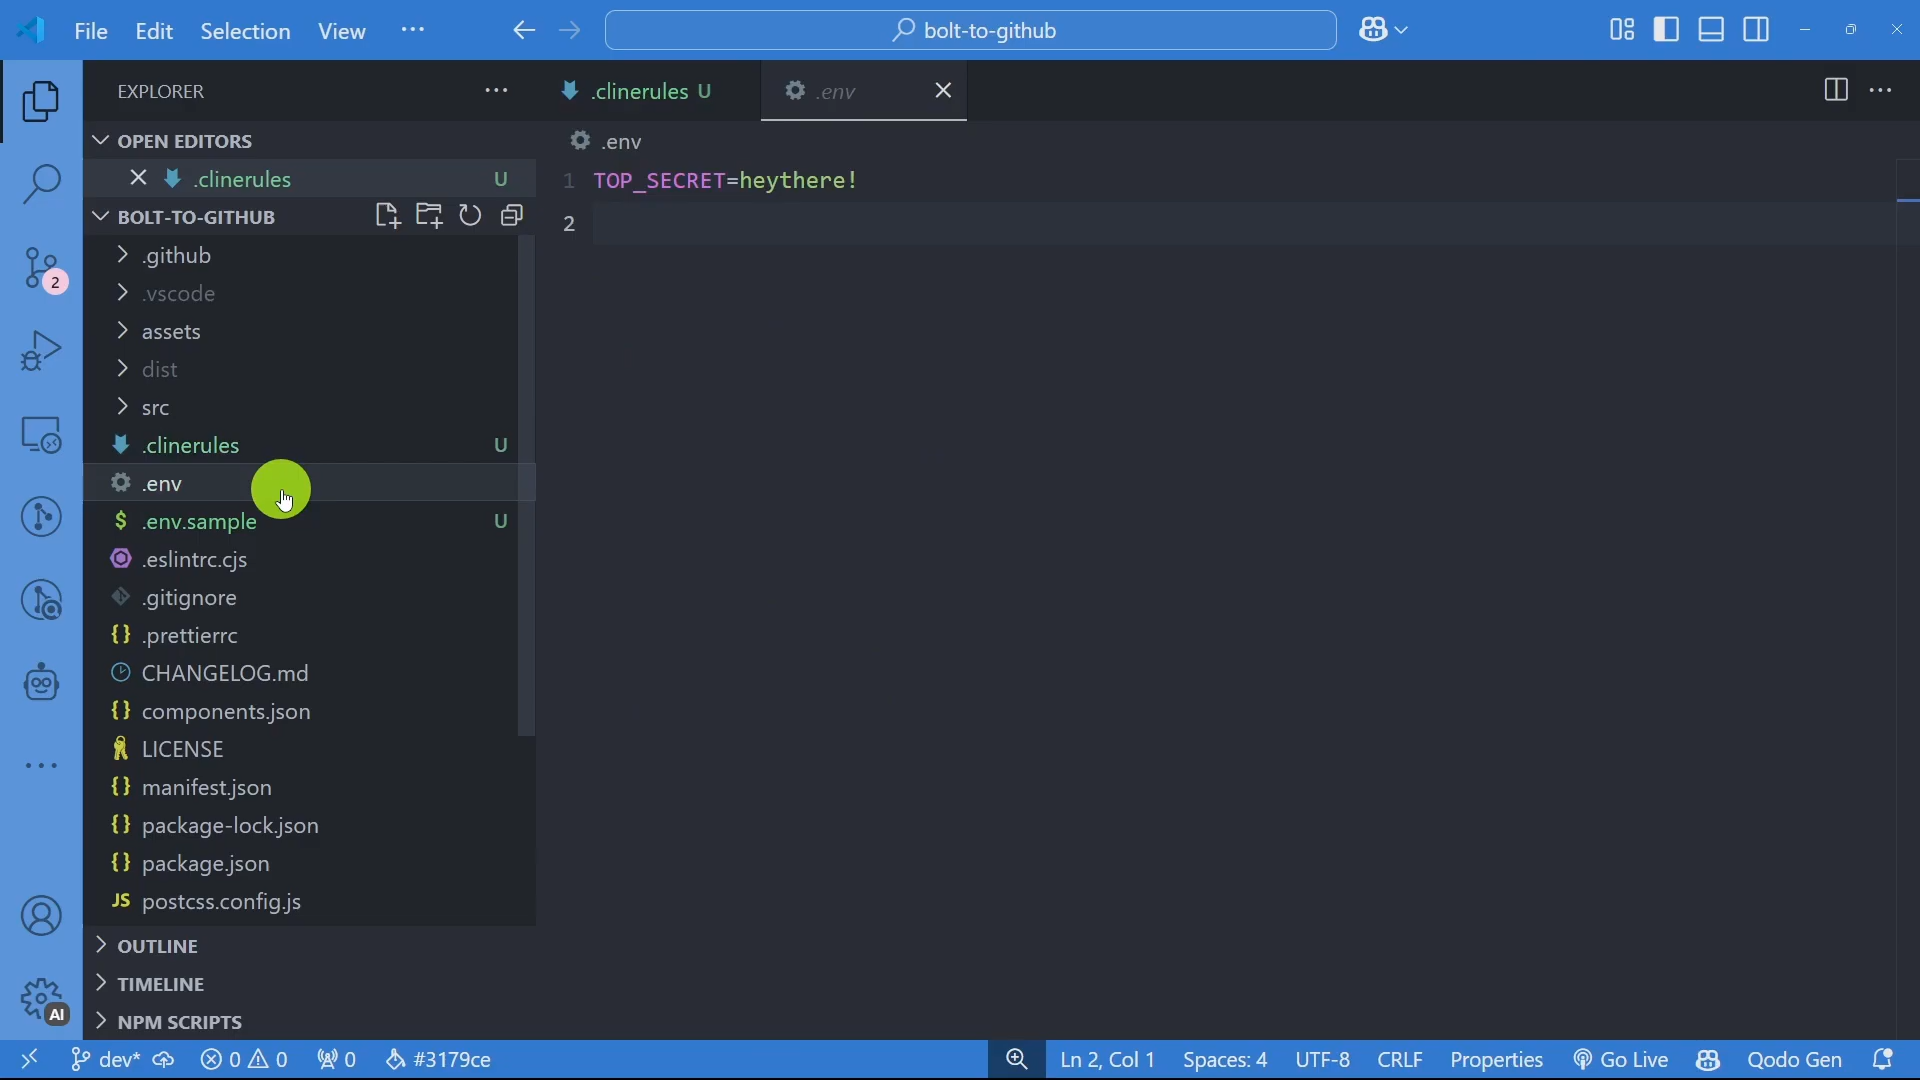 File Edit Selection View ··· bolt-to-github
EXPLORER ···
.clinerules U
.env
OPEN EDITORS
.clinerules U
BOLT-TO-GITHUB
.github
.vscode
assets
dist
src
.clinerules U
.env
.env.sample U
.eslintrc.cjs
.gitignore
.prettierrc
CHANGELOG.md
components.json
LICENSE
manifest.json
package-lock.json
package.json
JS postcss.config.js
OUTLINE
TIMELINE
NPM SCRIPTS
2
AI
.env
1 TOP_SECRET=heythere!
2
dev* 0 0 0 #3179ce Ln 2, Col 1 Spaces: 4 UTF-8 CRLF Properties Go Live Qodo Gen